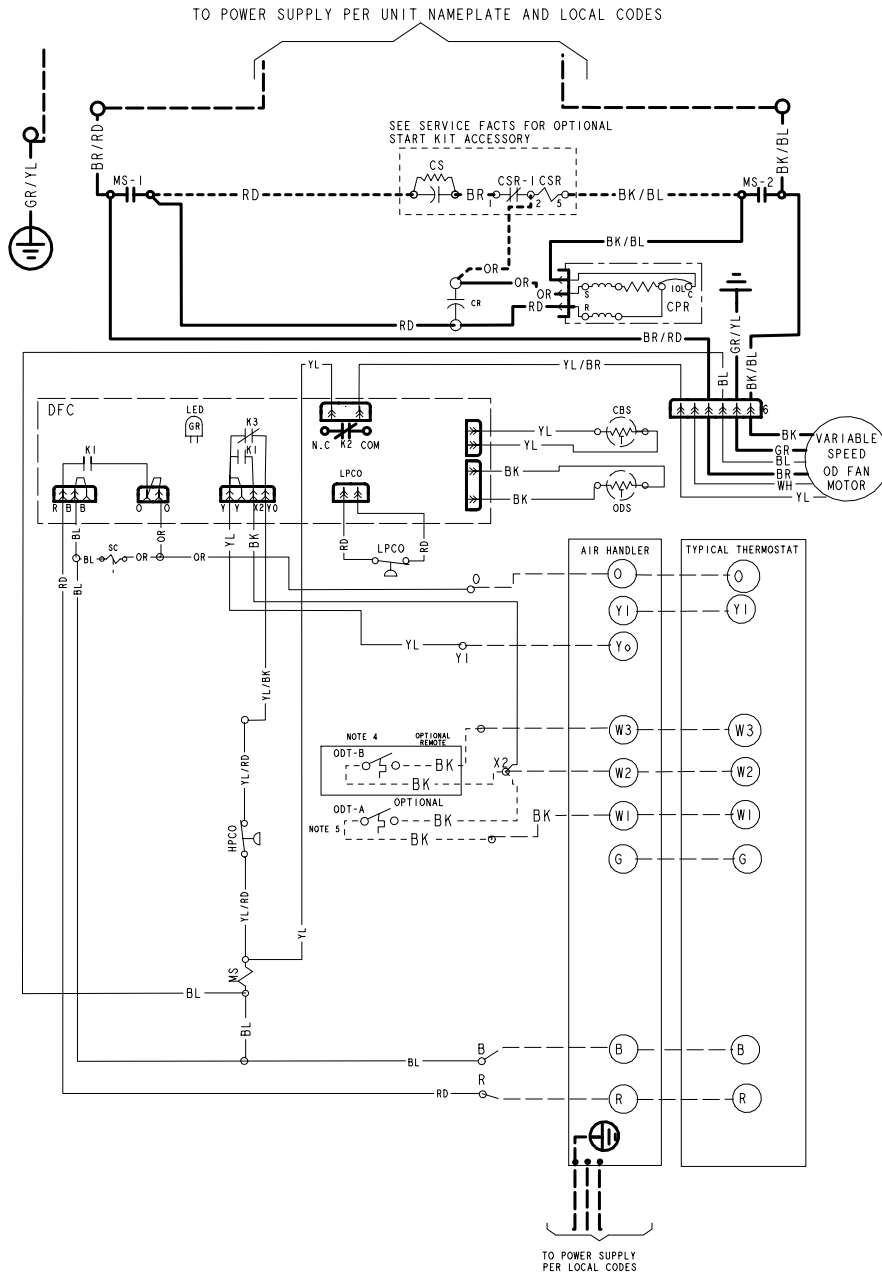 TO POWER SUPPLY PER UNIT NAMEPLATE AND LOCAL CODES
SEE SERVICE FACTS FOR OPTIONAL
START KIT ACCESSORY
GR/YL
BR/RD
MS-1
RD
CS
BR
1
CSR-1
CSR
2
5
BK/BL
MS-2
BK/BL
BK/BL
OR
OR
OR
CR
RD
RD
S
R
IOL
C
CPR
BR/RD
GR/YL
BL
BK/BL
YL
YL/BR
6
DFC
LED
GR
K1
K3
K1
N.C
K2
COM
LPCO
R
B
B
O
O
Y
Y
X2
YO
YL
YL
CBS
BK
BK
ODS
BK
GR
BL
BR
WH
YL
VARIABLE
SPEED
OD FAN
MOTOR
RD
BL
BL
BL
SC
OR
OR
OR
YL
BK
RD
LPCO
RD
O
YL
Y1
YL/BK
AIR HANDLER
TYPICAL THERMOSTAT
O
O
Y1
Y1
Yo
W3
W3
W2
W2
W1
W1
G
G
NOTE 4
OPTIONAL
REMOTE
ODT-B
BK
BK
X2
ODT-A
OPTIONAL
BK
NOTE 5
BK
BK
YL/RD
HPCO
YL/RD
YL
MS
BL
BL
BL
B
B
B
RD
R
R
R
TO POWER SUPPLY
PER LOCAL CODES